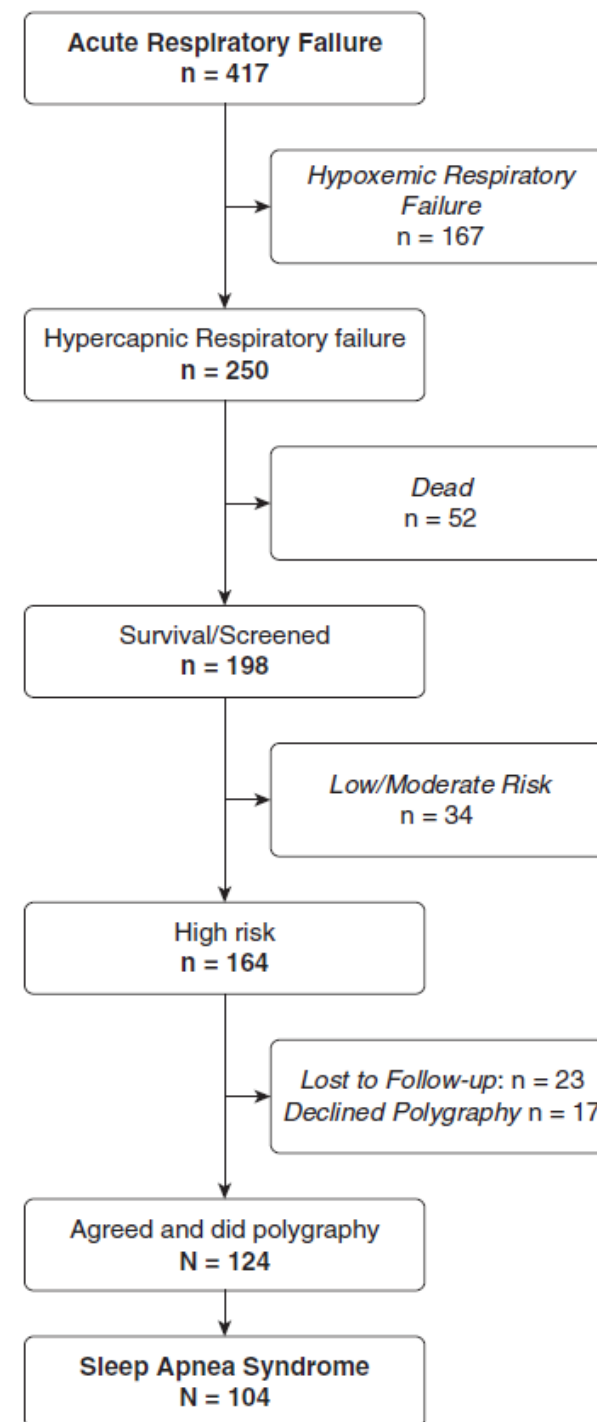 Acute Respiratory Failure
n = 417
Hypoxemic Respiratory
Failure
n = 167
Hypercapnic Respiratory failure
n = 250
Dead
n = 52
Survival/Screened
n = 198
Low/Moderate Risk
n = 34
High risk
n = 164
Lost to Follow-up: n = 23
Declined Polygraphy n = 17
Agreed and did polygraphy
N = 124
Sleep Apnea Syndrome
N = 104